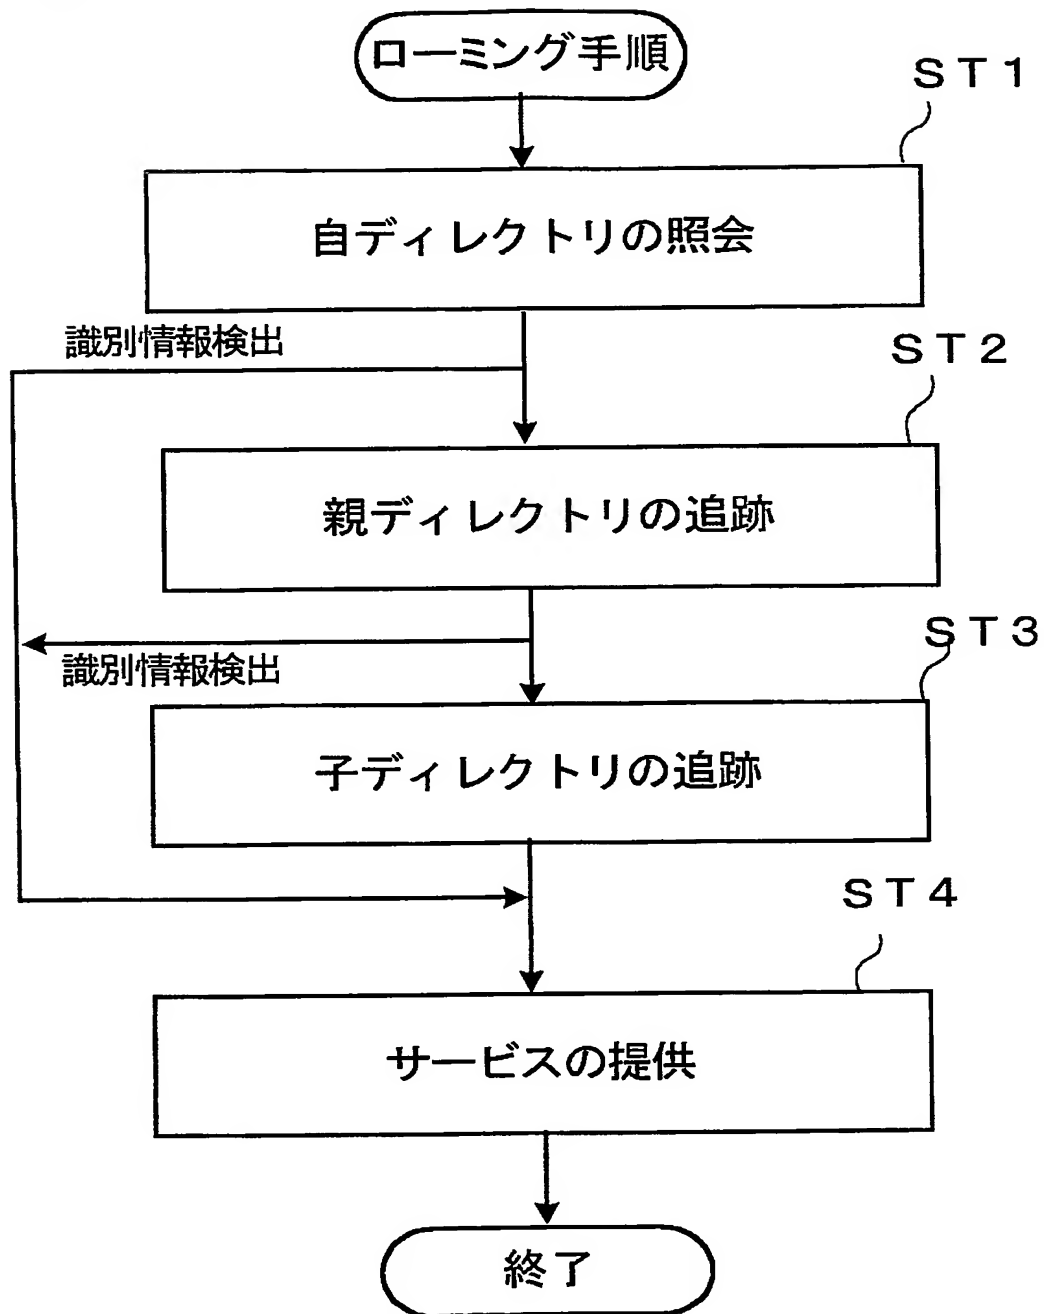 ローミング手順
ST1
自ディレクトリの照会
識別情報検出
ST2
親ディレクトリの追跡
ST3
識別情報検出
子ディレクトリの追跡
ST4
サービスの提供
終了